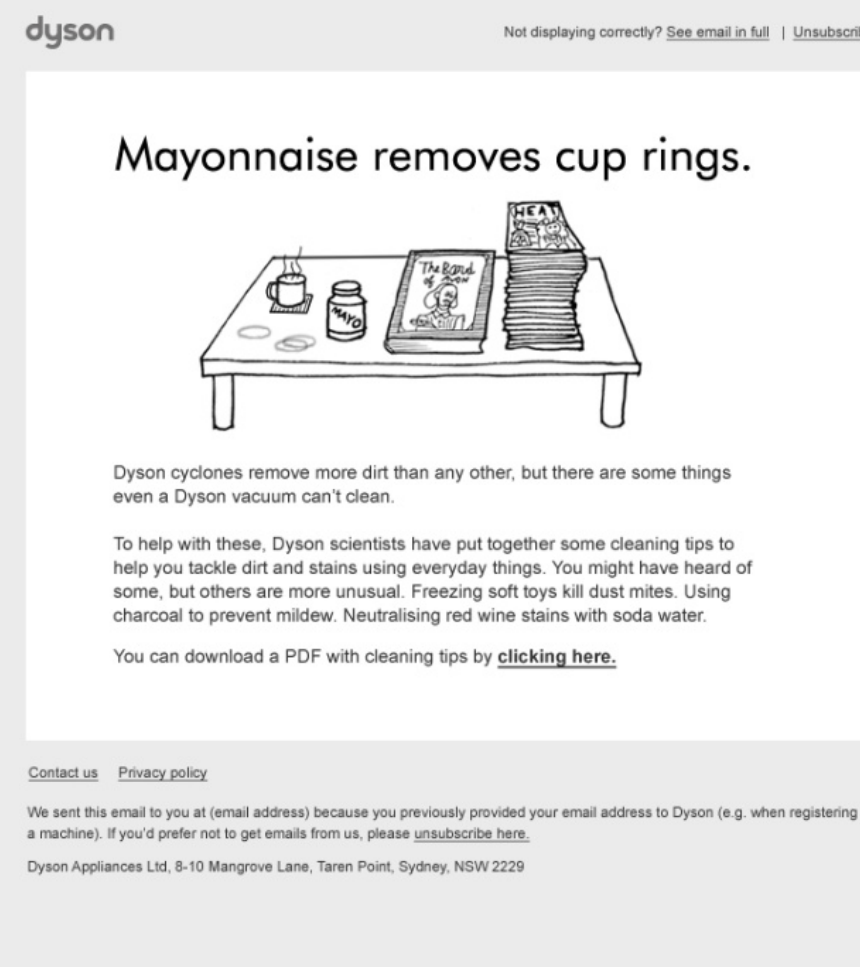 dyson
Not displaying correctly? See email in full | Unsubscri
Mayonnaise removes cup rings.
HEAT
The Bard
of AVON
MAYO
Dyson cyclones remove more dirt than any other, but there are some things
even a Dyson vacuum can't clean.
To help with these, Dyson scientists have put together some cleaning tips to
help you tackle dirt and stains using everyday things. You might have heard of
some, but others are more unusual. Freezing soft toys kill dust mites. Using
charcoal to prevent mildew. Neutralising red wine stains with soda water.
You can download a PDF with cleaning tips by clicking here.
Contact us Privacy policy
We sent this email to you at (email address) because you previously provided your email address to Dyson (e.g. when registering
a machine). If you'd prefer not to get emails from us, please unsubscribe here.
Dyson Appliances Ltd, 8-10 Mangrove Lane, Taren Point, Sydney, NSW 2229